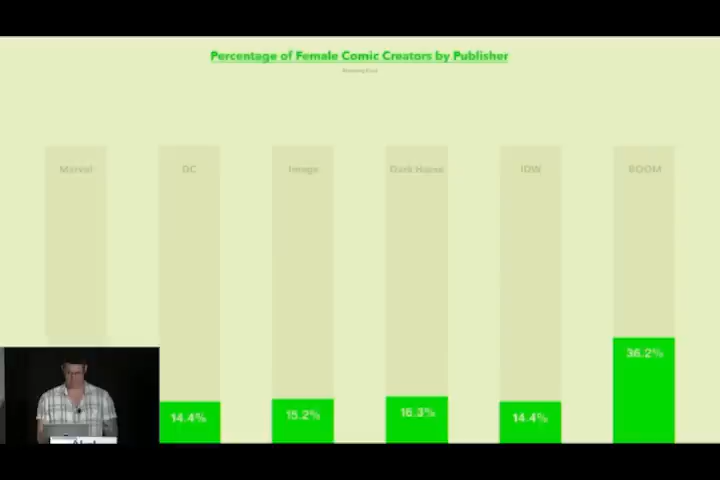 Percentage of Female Comic Creators by Publisher
Marvel DC Image Dark Horse IDW BOOM
14.4% 15.2% 16.3% 14.4% 36.2%